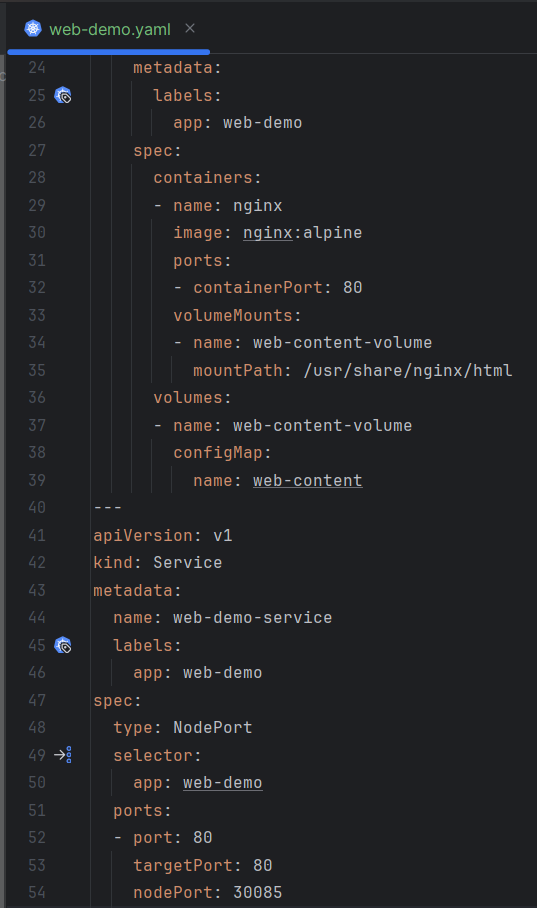 web-demo.yaml
24 metadata:
25 labels:
26 app: web-demo
27 spec:
28 containers:
29 - name: nginx
30 image: nginx:alpine
31 ports:
32 - containerPort: 80
33 volumeMounts:
34 - name: web-content-volume
35 mountPath: /usr/share/nginx/html
36 volumes:
37 - name: web-content-volume
38 configMap:
39 name: web-content
40 ---
41 apiVersion: v1
42 kind: Service
43 metadata:
44 name: web-demo-service
45 labels:
46 app: web-demo
47 spec:
48 type: NodePort
49 selector:
50 app: web-demo
51 ports:
52 - port: 80
53 targetPort: 80
54 nodePort: 30085